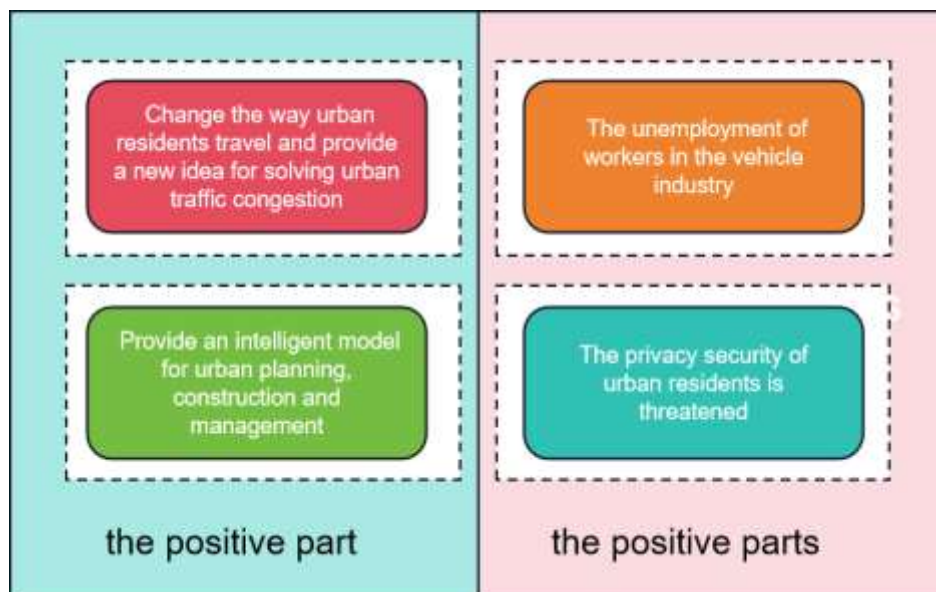 Change the way urban
residents travel and provide
a new idea for solving urban
traffic congestion
Provide an intelligent model
for urban planning,
construction and
management
the positive part
The unemployment of
workers in the vehicle
industry
The privacy security of
urban residents is
threatened
the positive parts